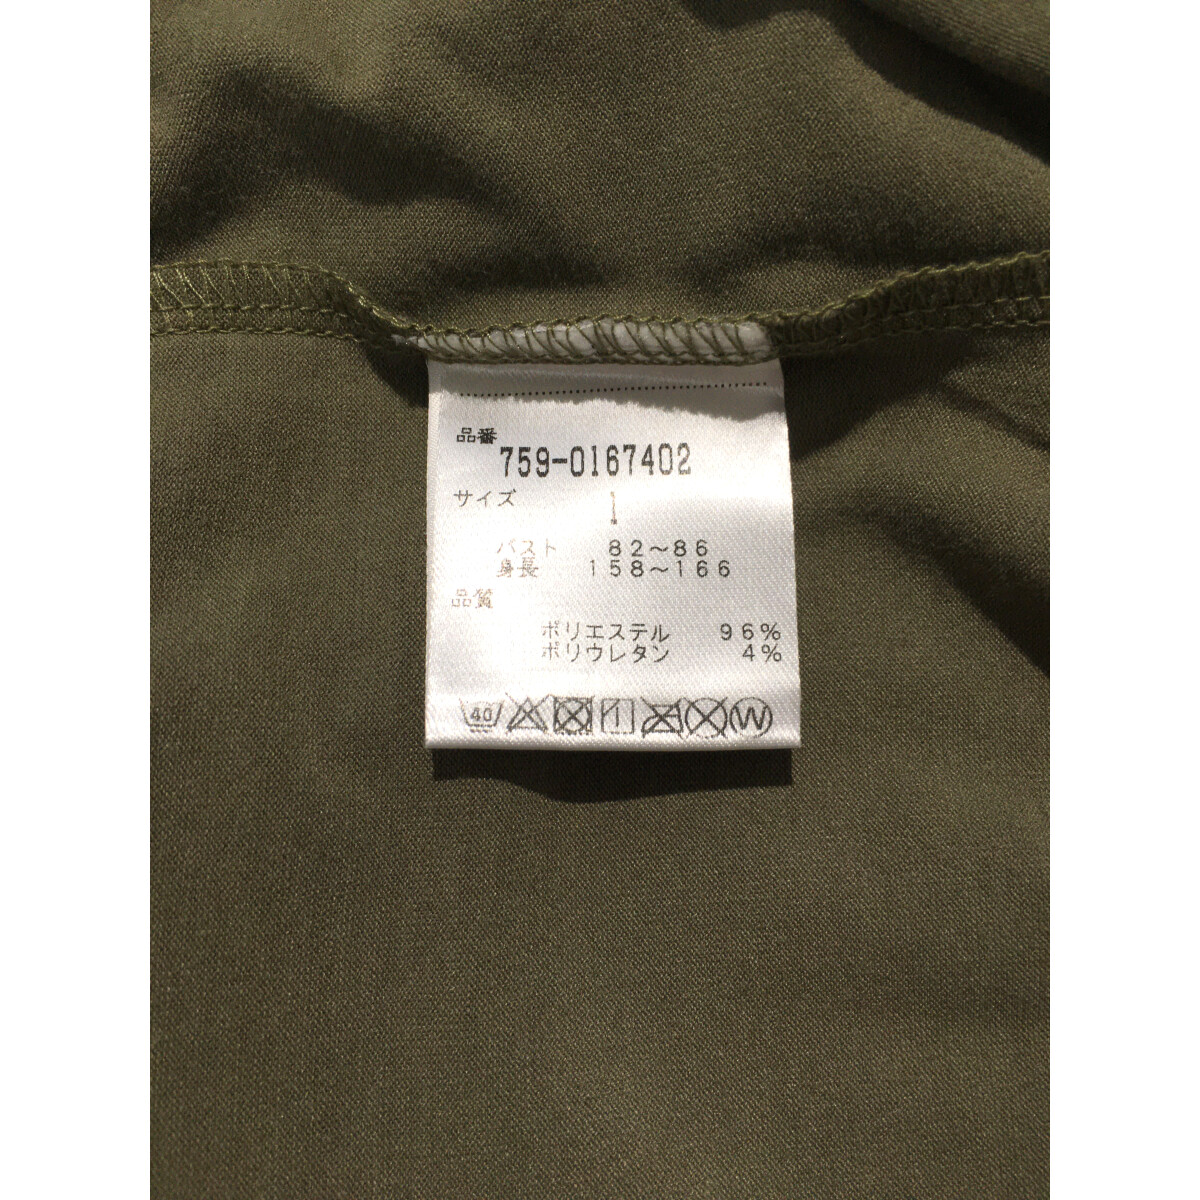 品番
759-0167402
サイズ 1
バスト 82～86
身長 158～166
品質
ポリエステル 96%
ポリウレタン 4%
40 W